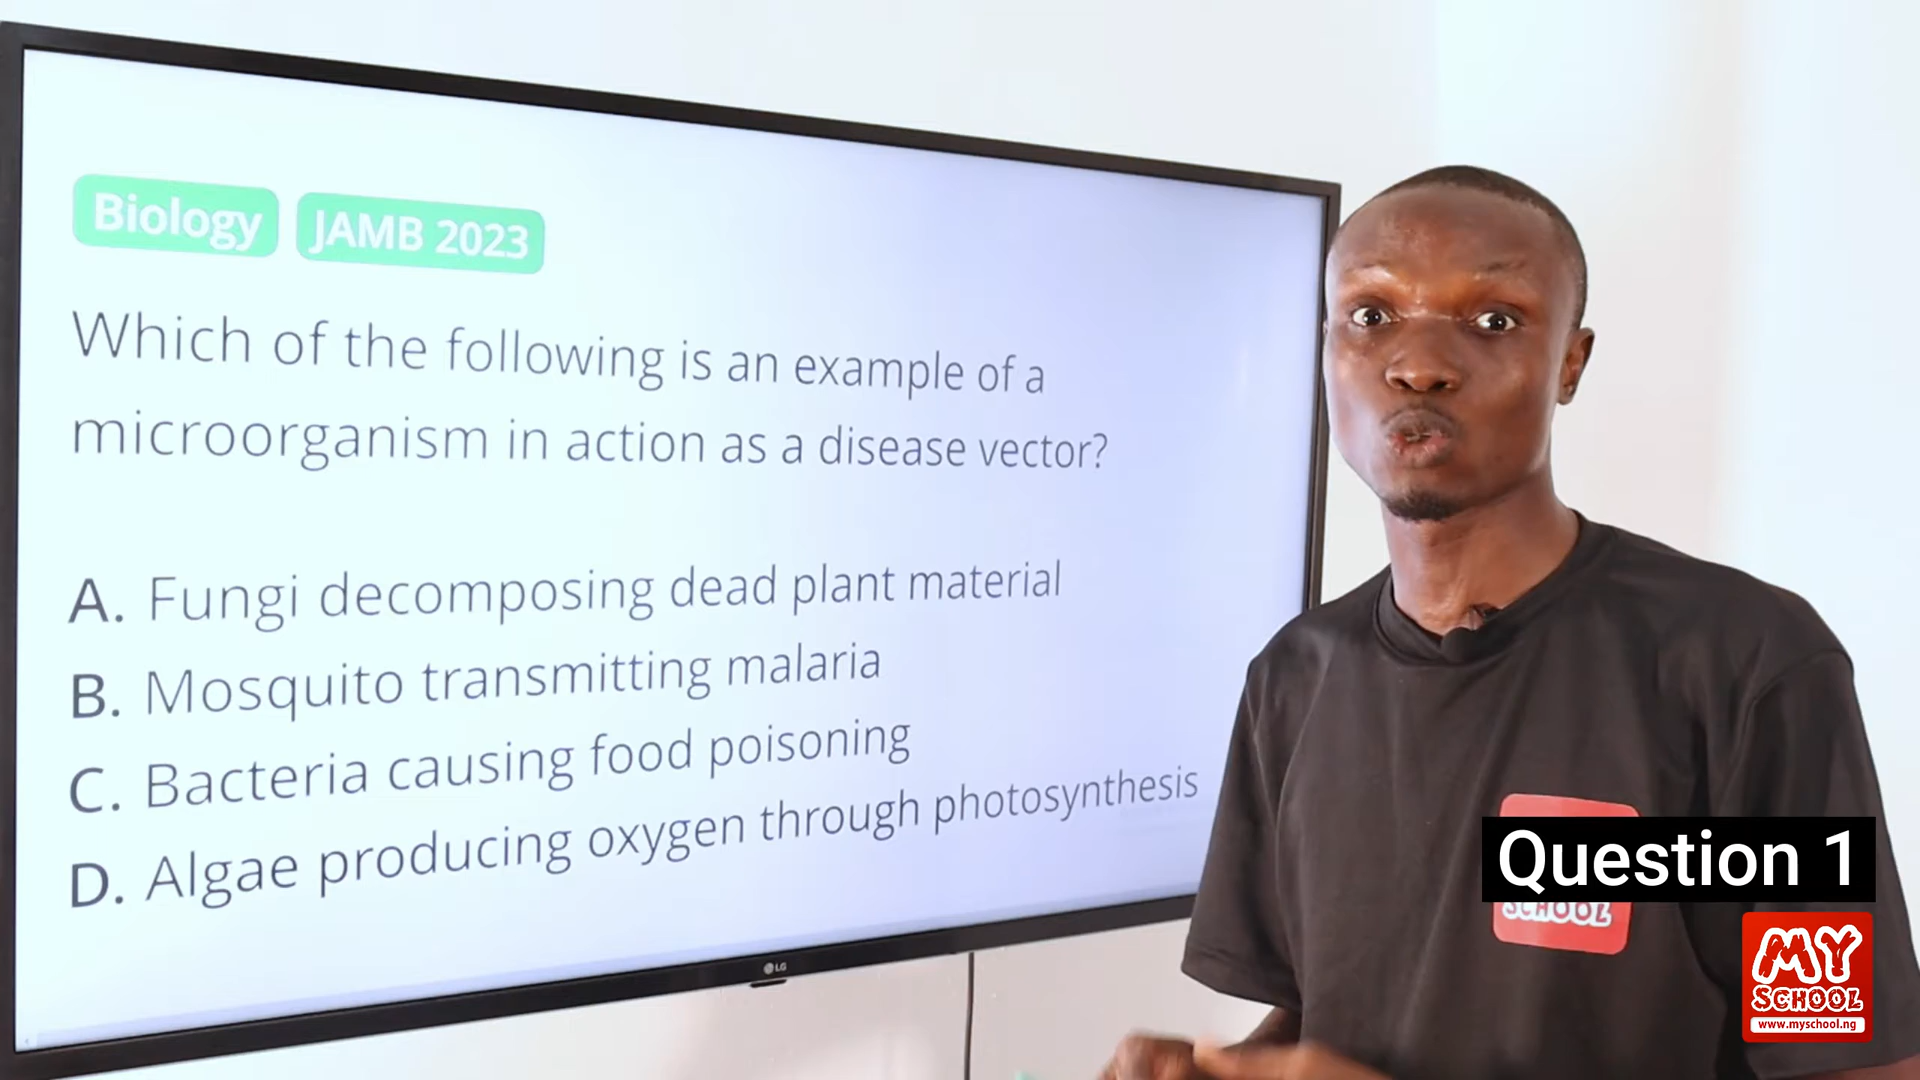 Biology JAMB 2023
Which of the following is an example of a
microorganism in action as a disease vector?
A. Fungi decomposing dead plant material
B. Mosquito transmitting malaria
C. Bacteria causing food poisoning
D. Algae producing oxygen through photosynthesis
LG
Question 1
SCHOOL
MY
SCHOOL
www.myschool.ng